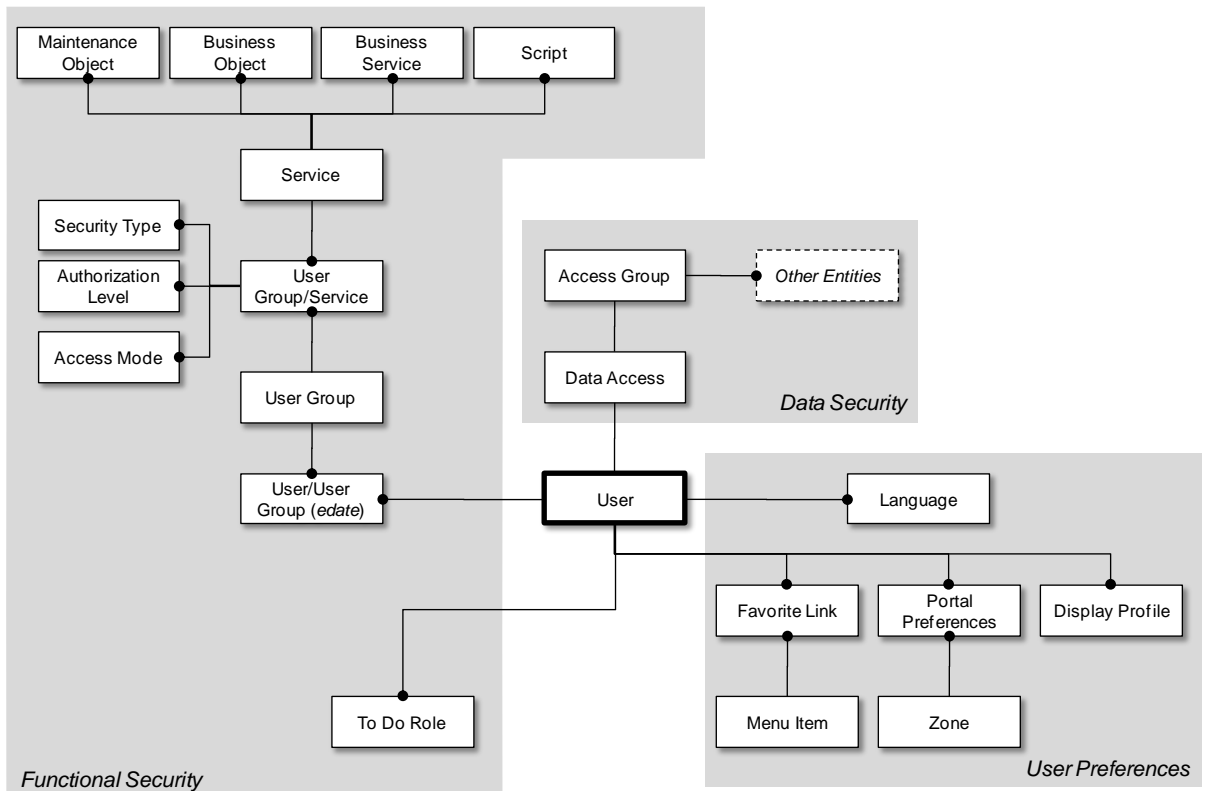 Maintenance
Object
Business
Object
Business
Service
Script
Service
Security Type
Authorization
Level
Access Mode
User
Group/Service
User Group
User/User
Group (edate)
To Do Role
Functional Security
Access Group
Other Entities
Data Access
Data Security
User
Language
Favorite Link
Portal
Preferences
Display Profile
Menu Item
Zone
User Preferences